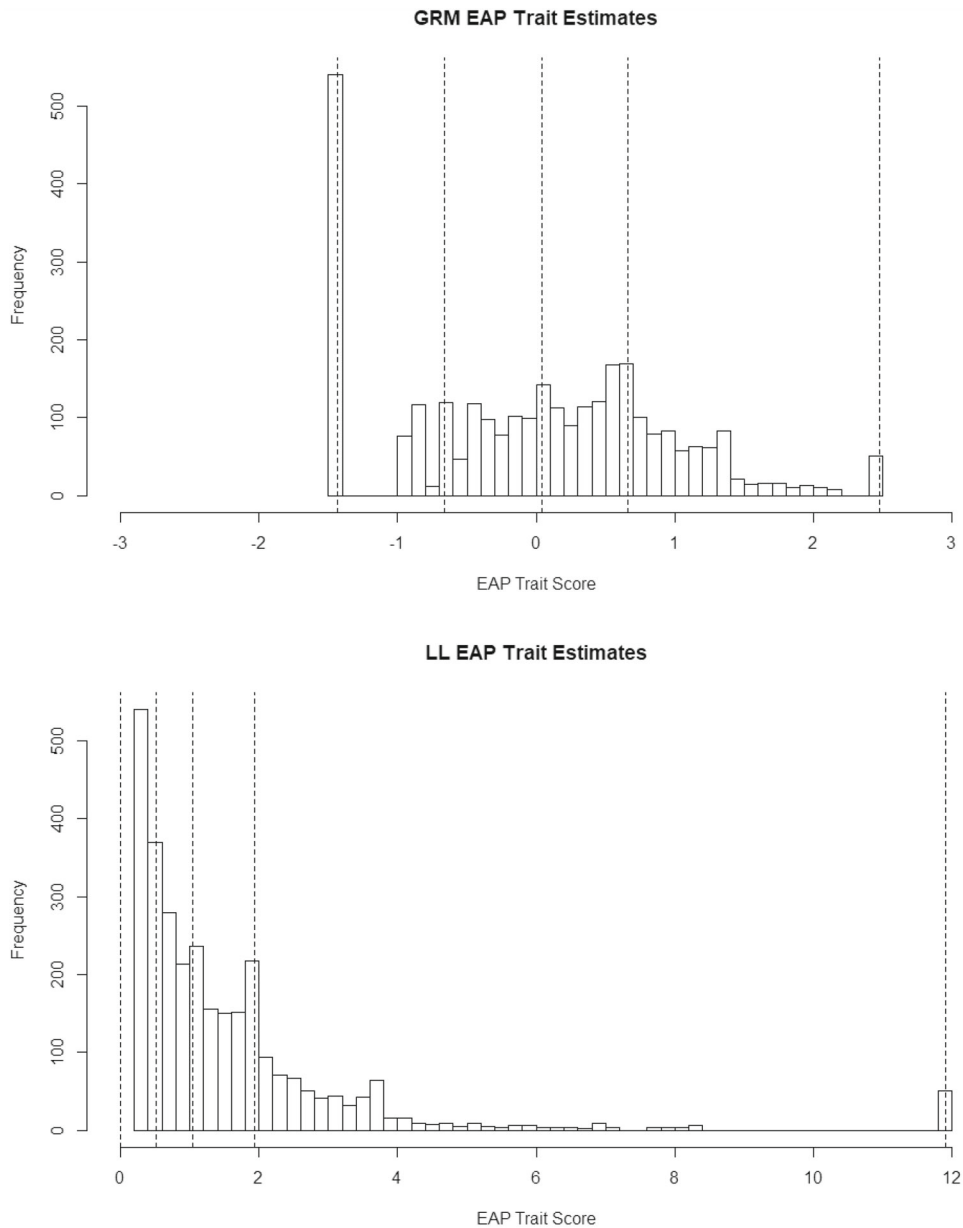 GRM EAP Trait Estimates
Frequency
500
400
300
200
100
0
-3 -2 -1 0 1 2 3
EAP Trait Score
LL EAP Trait Estimates
Frequency
500
400
300
200
100
0
0 2 4 6 8 10 12
EAP Trait Score